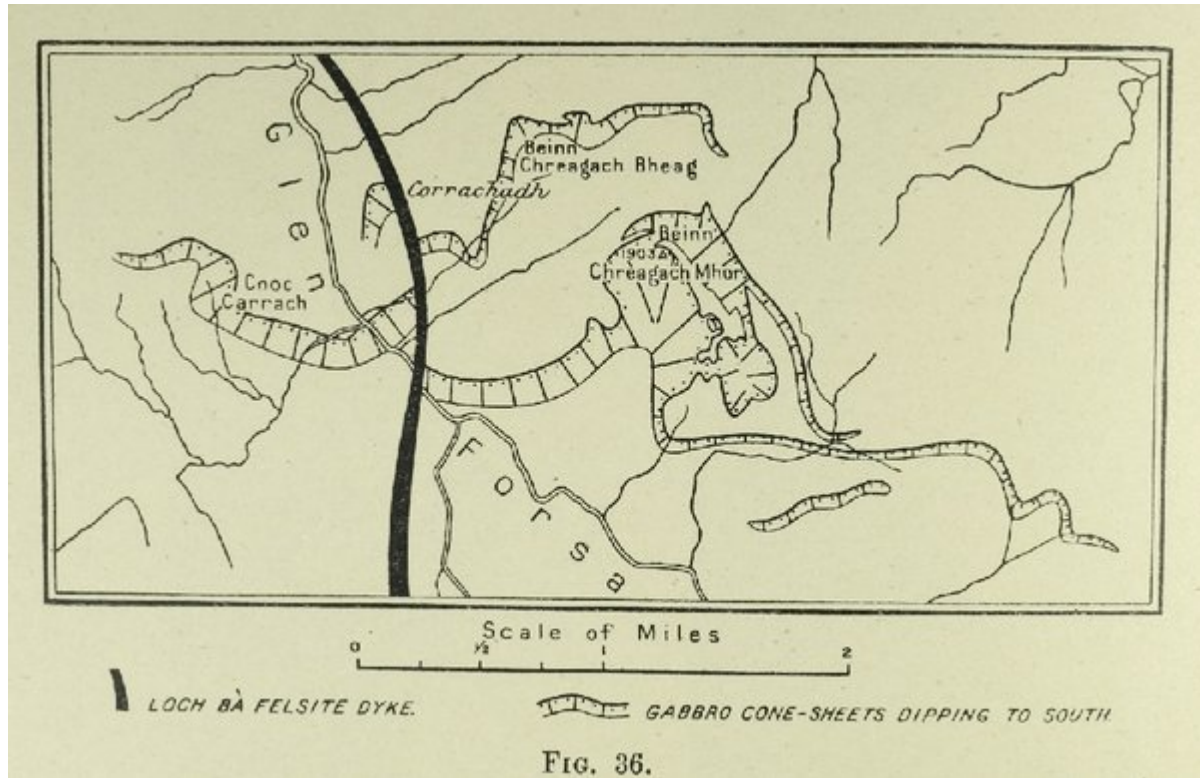 Glen
Beinn
Chreagach Bheag
Corrachadh
Beinn
1903
Chreagach Mhor
Cnoc
Carrach
Forsa
Scale of Miles
0 ½ 1 2
LOCH BÀ FELSITE DYKE.
GABBRO CONE-SHEETS DIPPING TO SOUTH.
FIG. 36.